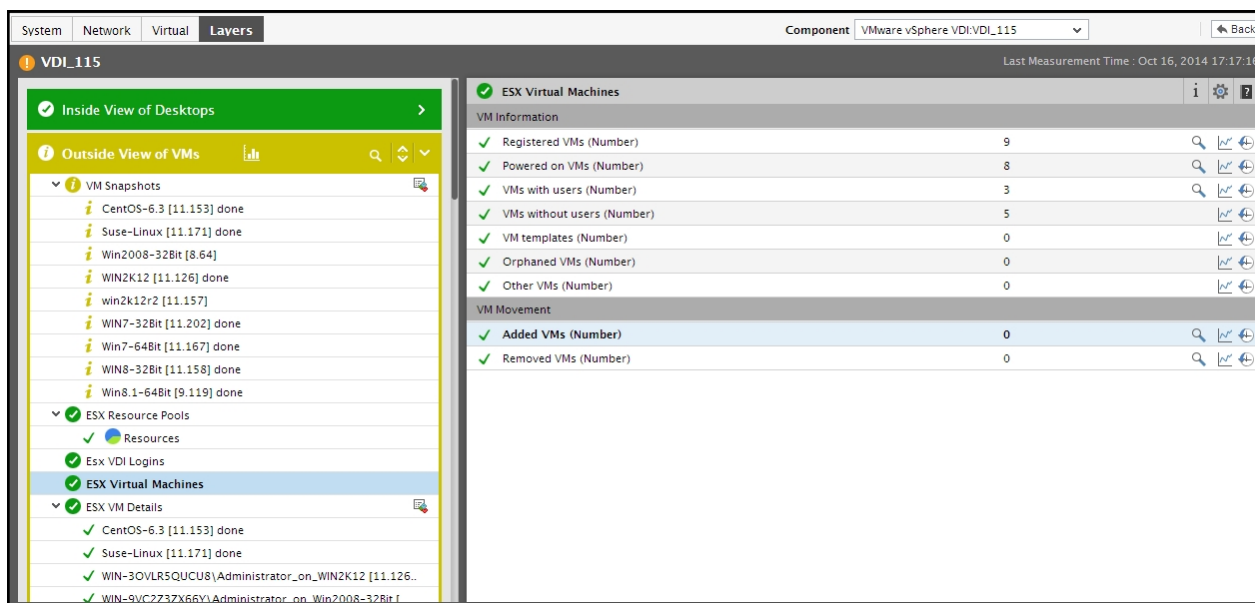 System Network Virtual Layers Component VMware vSphere VDI:VDI_115 Back
VDI_115 Last Measurement Time : Oct 16, 2014 17:17:16
Inside View of Desktops
Outside View of VMs
VM Snapshots
CentOS-6.3 [11.153] done
Suse-Linux [11.171] done
Win2008-32Bit [8.64]
WIN2K12 [11.126] done
win2k12r2 [11.157]
WIN7-32Bit [11.202] done
Win7-64Bit [11.167] done
WIN8-32Bit [11.158] done
Win8.1-64Bit [9.119] done
ESX Resource Pools
Resources
Esx VDI Logins
ESX Virtual Machines
ESX VM Details
CentOS-6.3 [11.153] done
Suse-Linux [11.171] done
WIN-3OVLR5QUCU8\Administrator_on_WIN2K12 [11.126..
WIN-9VC2Z3ZX66Y\Administrator_on_Win2008-32Bit [
ESX Virtual Machines
VM Information
Registered VMs (Number) 9
Powered on VMs (Number) 8
VMs with users (Number) 3
VMs without users (Number) 5
VM templates (Number) 0
Orphaned VMs (Number) 0
Other VMs (Number) 0
VM Movement
Added VMs (Number) 0
Removed VMs (Number) 0